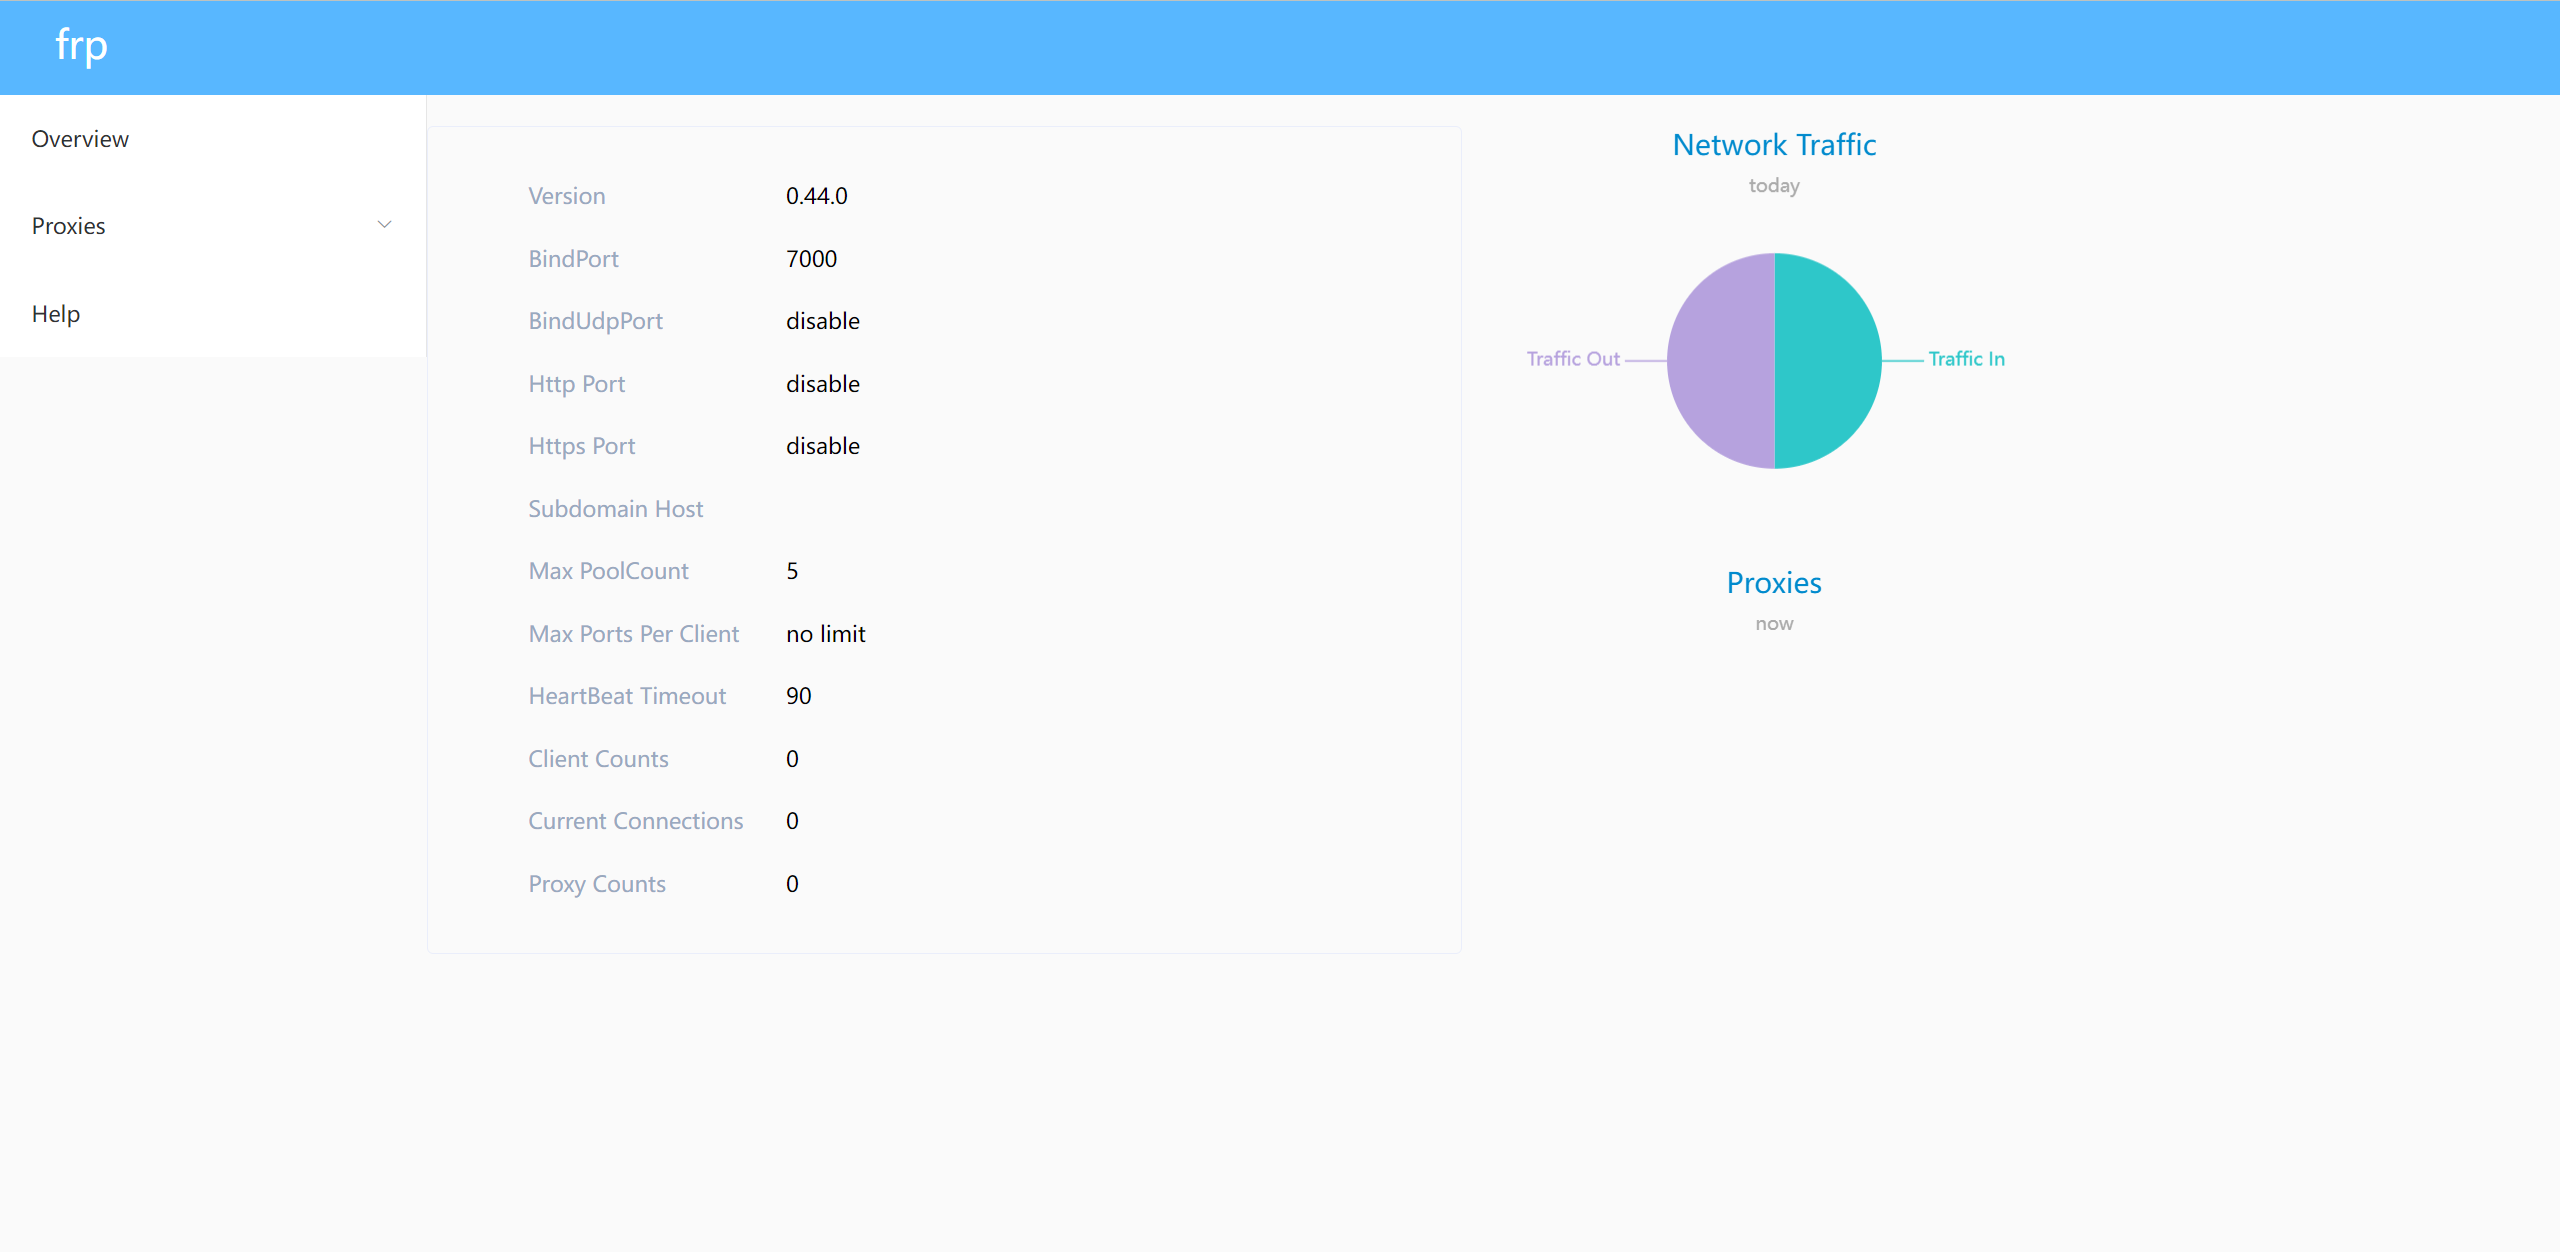 frp
Overview
Proxies
Help
Version 0.44.0
BindPort 7000
BindUdpPort disable
Http Port disable
Https Port disable
Subdomain Host
Max PoolCount 5
Max Ports Per Client no limit
HeartBeat Timeout 90
Client Counts 0
Current Connections 0
Proxy Counts 0
Network Traffic
today
Traffic Out Traffic In
Proxies
now